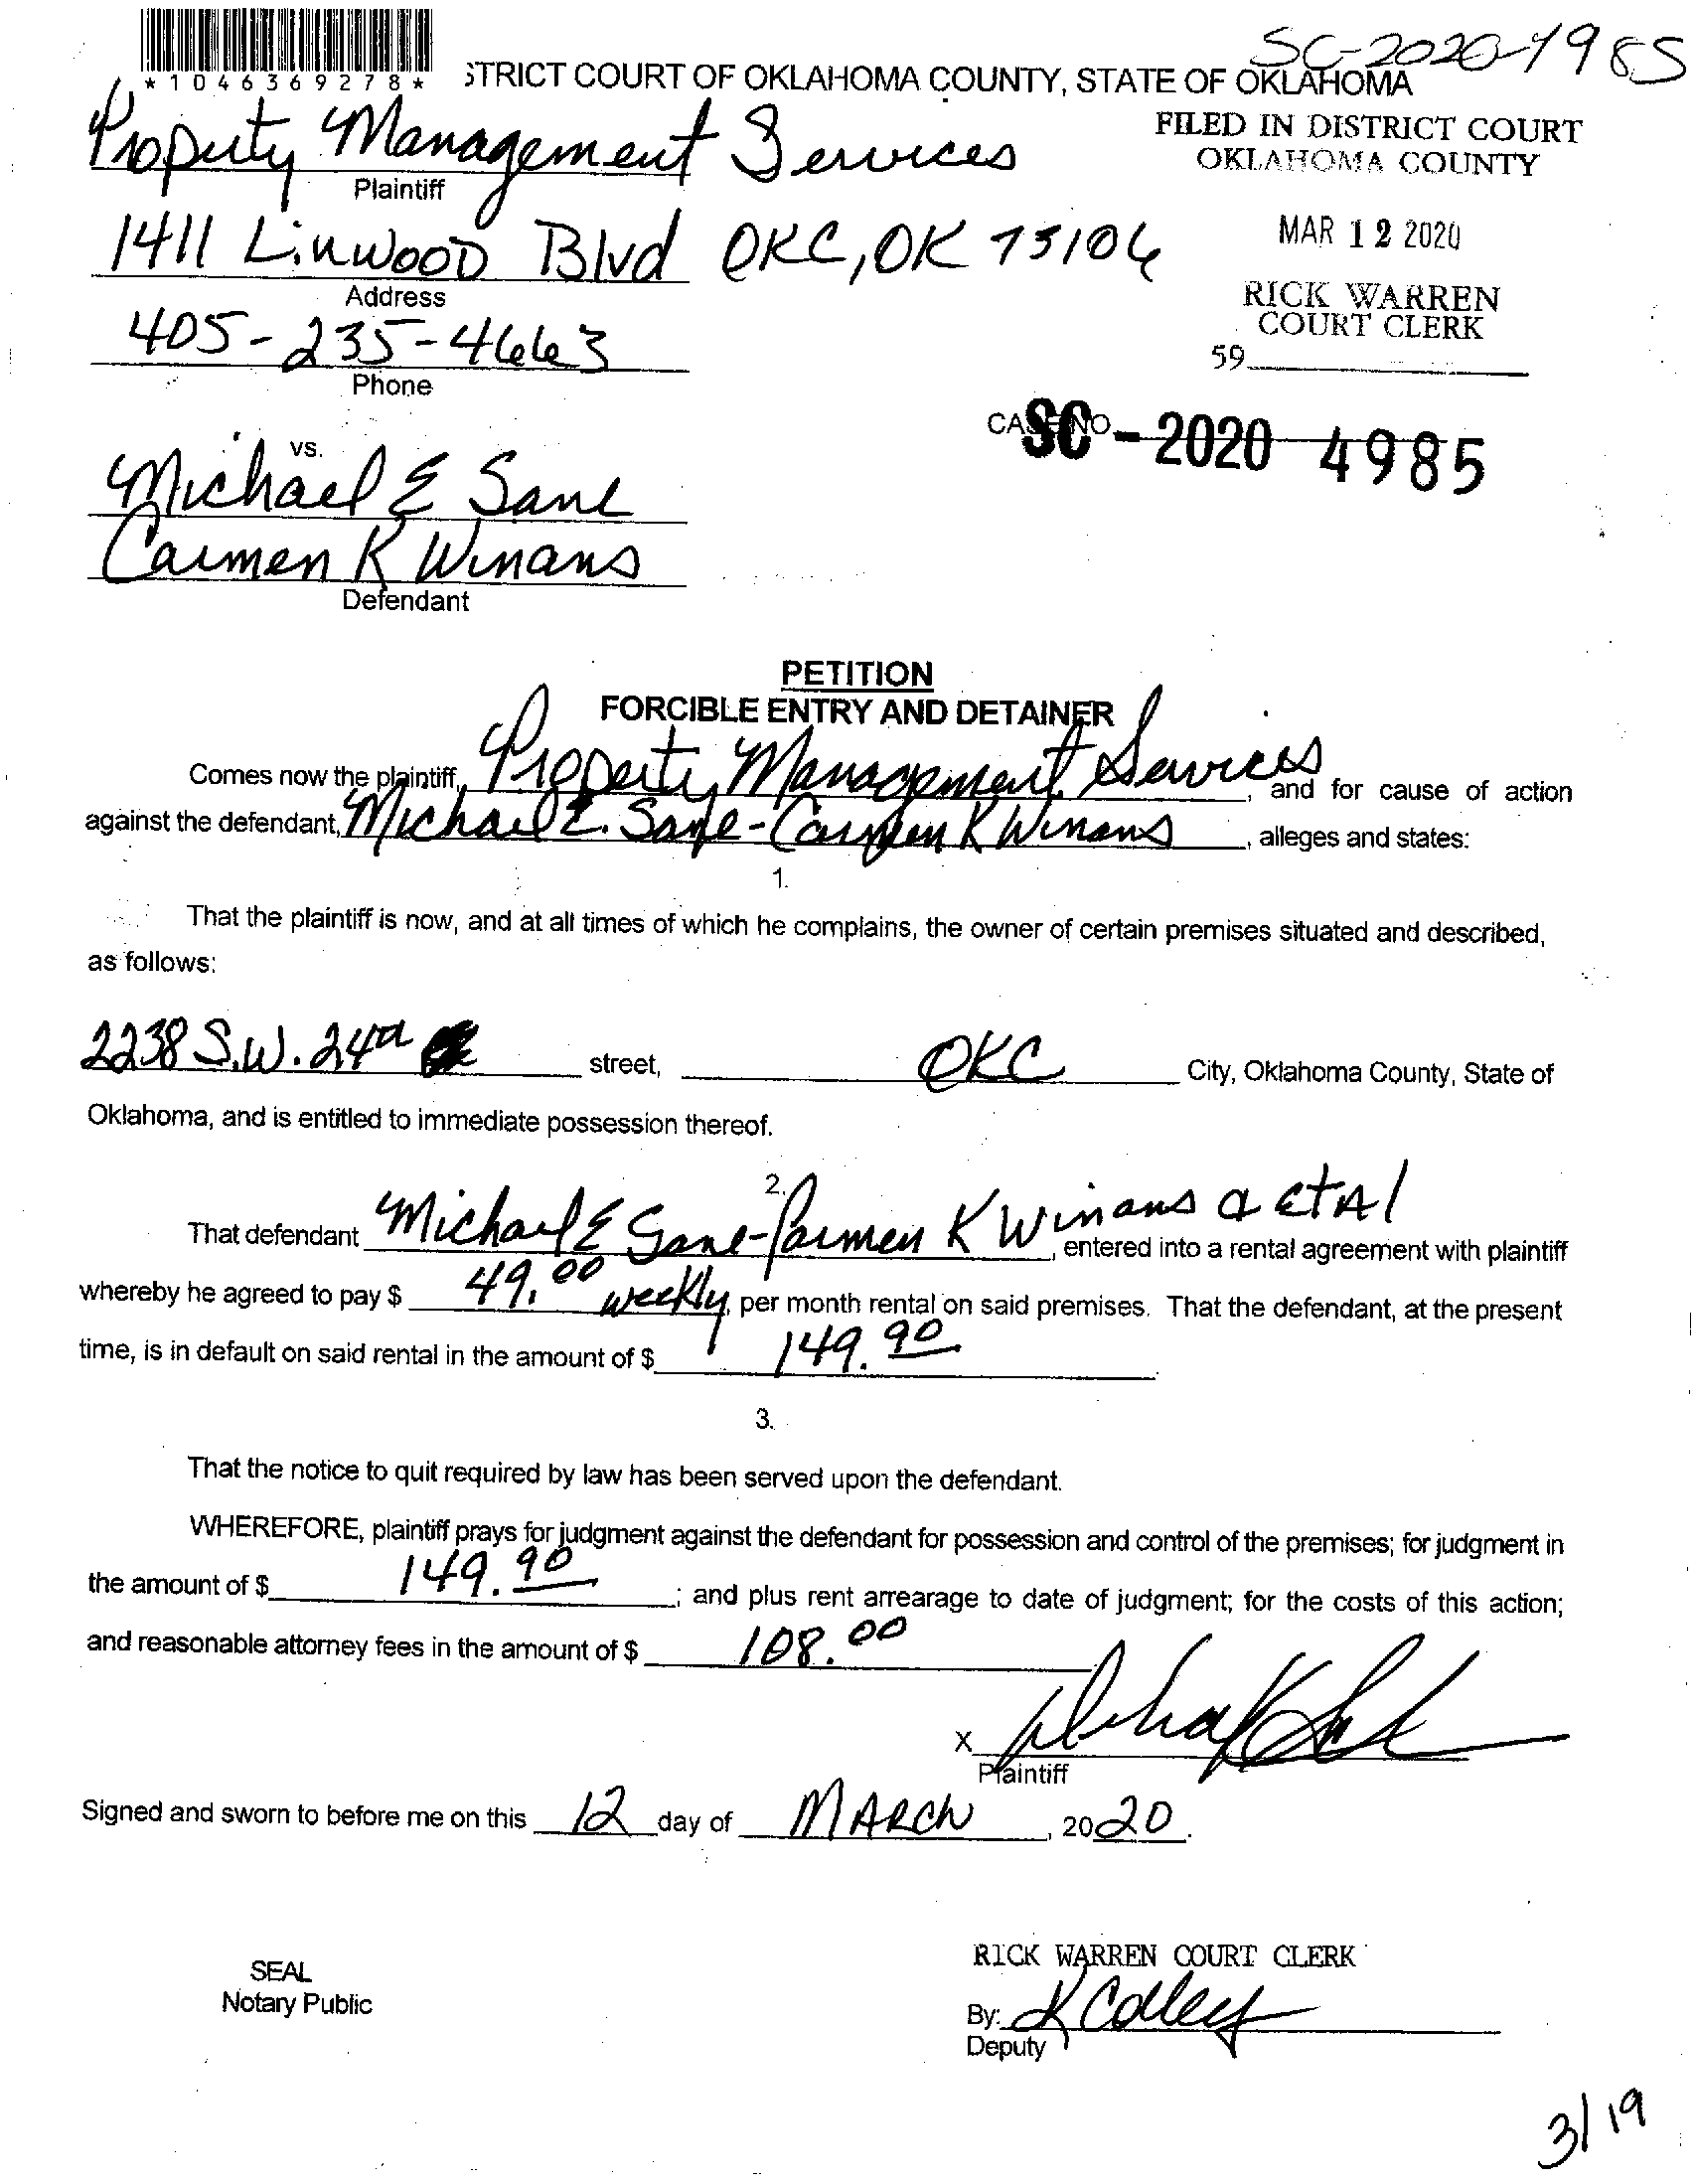 SC-2020-4985
*1046369278*
STRICT COURT OF OKLAHOMA COUNTY, STATE OF OKLAHOMA
Property Management Services
Plaintiff
FILED IN DISTRICT COURT
OKLAHOMA COUNTY
1411 LinwooD Blvd OKC, OK 73106
Address
MAR 12 2020
405-235-4663
Phone
RICK WARREN
COURT CLERK
59
CASE NO
SC-2020 4985
vs.
Michael E Sane
Carmen K Winans
Defendant
PETITION
FORCIBLE ENTRY AND DETAINER
Comes now the plaintiff, Property Management Services, and for cause of action
against the defendant, Michael E. Sane-Carmen K Winans, alleges and states:
1.
That the plaintiff is now, and at all times of which he complains, the owner of certain premises situated and described,
as follows:
2238 S.W. 24th street, OKC City, Oklahoma County, State of
Oklahoma, and is entitled to immediate possession thereof.
2.
That defendant Michael E Sane-Carmen K Winans & EtAl, entered into a rental agreement with plaintiff
whereby he agreed to pay $ 49.00 weekly, per month rental on said premises. That the defendant, at the present
time, is in default on said rental in the amount of $ 149.90
3.
That the notice to quit required by law has been served upon the defendant.
WHEREFORE, plaintiff prays for judgment against the defendant for possession and control of the premises; for judgment in
the amount of $ 149.90; and plus rent arrearage to date of judgment; for the costs of this action;
and reasonable attorney fees in the amount of $ 108.00
X
Plaintiff
Signed and sworn to before me on this 12 day of MARCH, 2020.
SEAL
Notary Public
RICK WARREN COURT CLERK
By: K Colley
Deputy
3/19